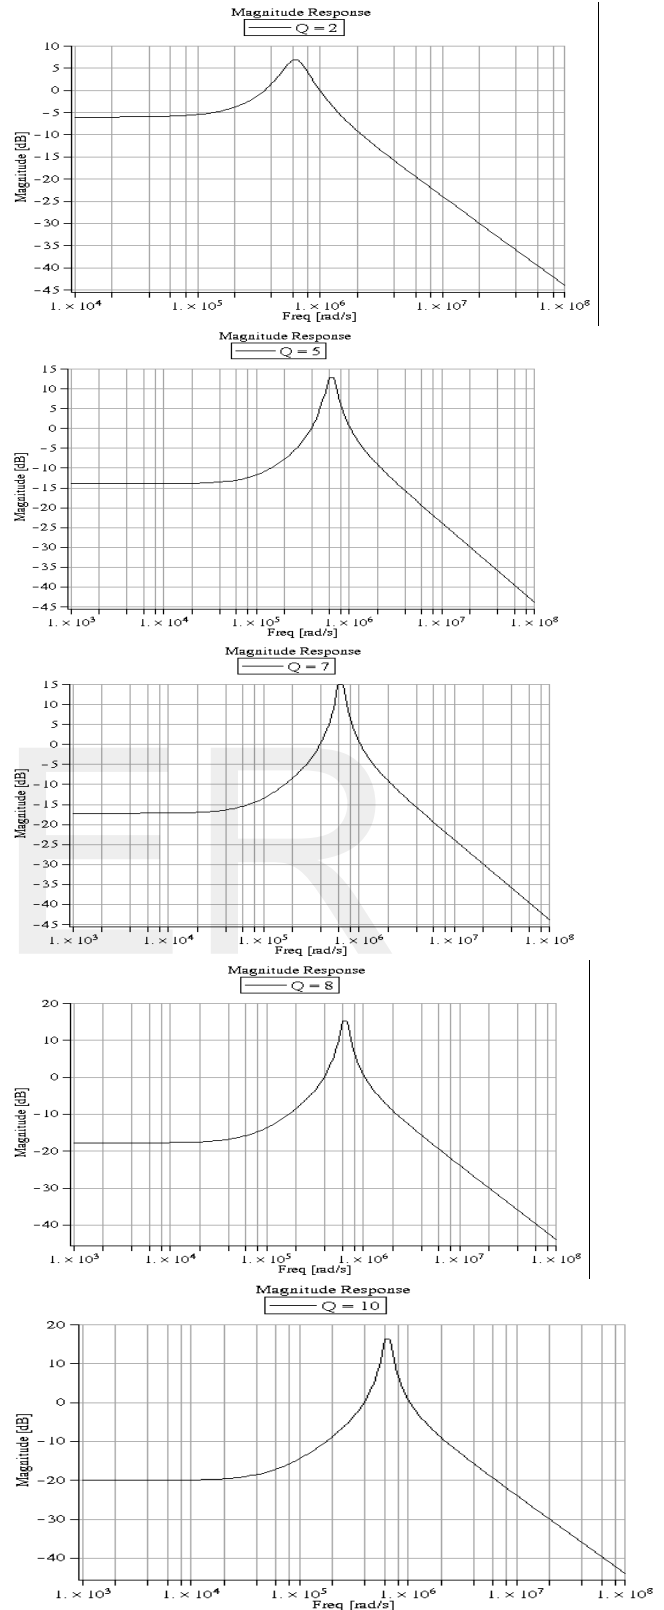 Magnitude Response
Q = 2
10
5
0
−5
−10
−15
−20
−25
−30
−35
−40
−45
Magnitude [dB]
1. × 10⁴ 1. × 10⁵ 1. × 10⁶ 1. × 10⁷ 1. × 10⁸
Freq [rad/s]
Magnitude Response
Q = 5
15
10
5
0
−5
−10
−15
−20
−25
−30
−35
−40
−45
Magnitude [dB]
1. × 10³ 1. × 10⁴ 1. × 10⁵ 1. × 10⁶ 1. × 10⁷ 1. × 10⁸
Freq [rad/s]
Magnitude Response
Q = 7
15
10
5
0
−5
−10
−15
−20
−25
−30
−35
−40
−45
Magnitude [dB]
1. × 10³ 1. × 10⁴ 1. × 10⁵ 1. × 10⁶ 1. × 10⁷ 1. × 10⁸
Freq [rad/s]
ER
Magnitude Response
Q = 8
20
10
0
−10
−20
−30
−40
Magnitude [dB]
1. × 10³ 1. × 10⁴ 1. × 10⁵ 1. × 10⁶ 1. × 10⁷ 1. × 10⁸
Freq [rad/s]
Magnitude Response
Q = 10
20
10
0
−10
−20
−30
−40
Magnitude [dB]
1. × 10³ 1. × 10⁴ 1. × 10⁵ 1. × 10⁶ 1. × 10⁷ 1. × 10⁸
Freq [rad/s]